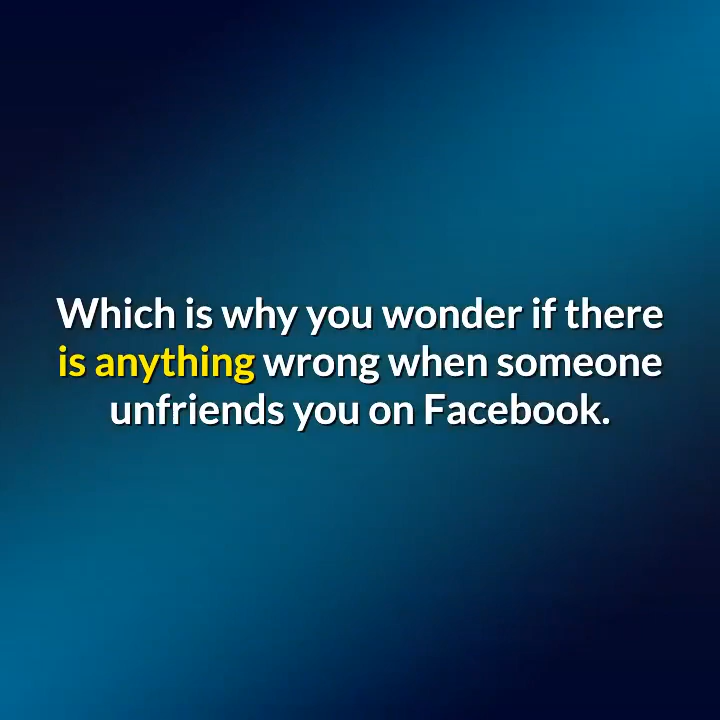 Which is why you wonder if there
is anything wrong when someone
unfriends you on Facebook.